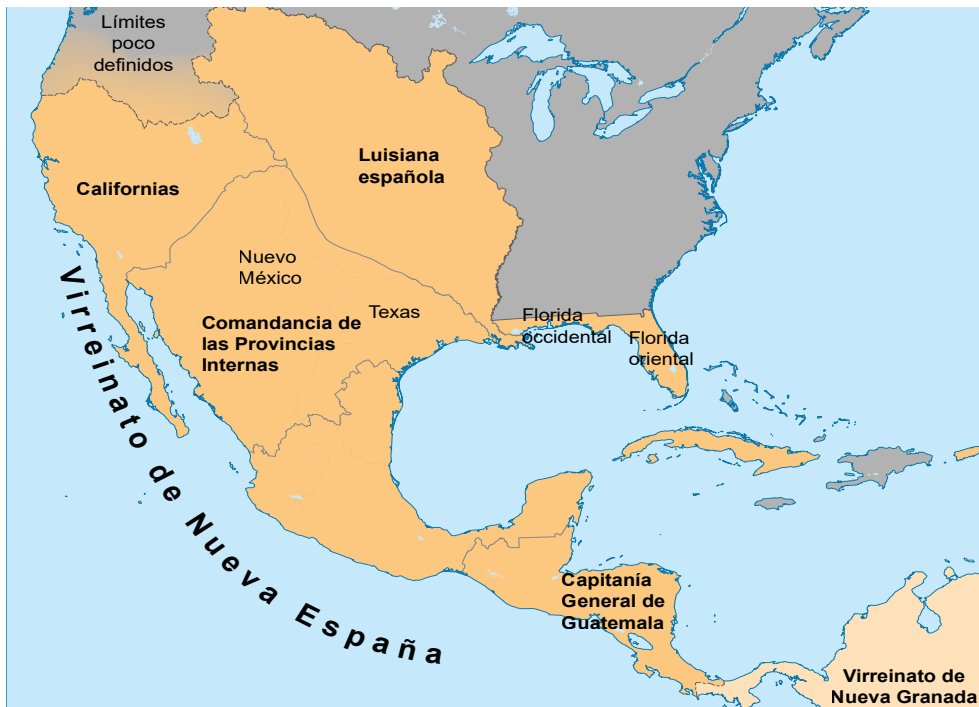 Límites
poco
definidos
Luisiana
española
Californias
Nuevo
México
Texas
Comandancia de
las Provincias
Internas
Florida
occidental
Florida
oriental
Virreinato de Nueva España
Capitanía
General de
Guatemala
Virreinato de
Nueva Granada